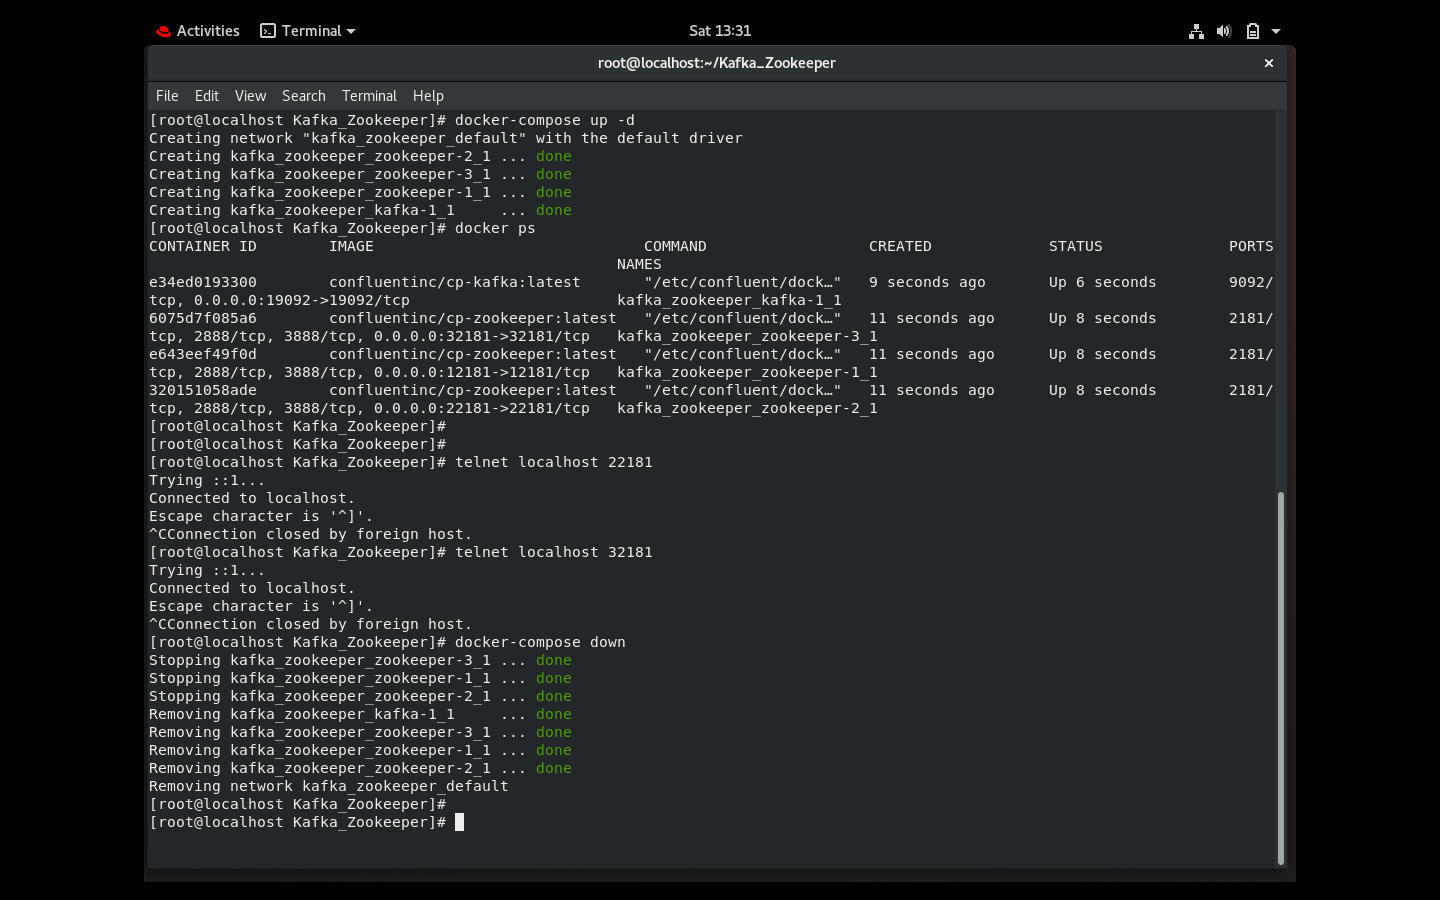 Activities Terminal Sat 13:31
root@localhost:~/Kafka_Zookeeper ×
File Edit View Search Terminal Help
[root@localhost Kafka_Zookeeper]# docker-compose up -d
Creating network "kafka_zookeeper_default" with the default driver
Creating kafka_zookeeper_zookeeper-2_1 ... done
Creating kafka_zookeeper_zookeeper-3_1 ... done
Creating kafka_zookeeper_zookeeper-1_1 ... done
Creating kafka_zookeeper_kafka-1_1     ... done
[root@localhost Kafka_Zookeeper]# docker ps
CONTAINER ID        IMAGE                              COMMAND                  CREATED             STATUS              PORTS
                                                    NAMES
e34ed0193300        confluentinc/cp-kafka:latest       "/etc/confluent/dock…"   9 seconds ago       Up 6 seconds        9092/
tcp, 0.0.0.0:19092->19092/tcp                       kafka_zookeeper_kafka-1_1
6075d7f085a6        confluentinc/cp-zookeeper:latest   "/etc/confluent/dock…"   11 seconds ago      Up 8 seconds        2181/
tcp, 2888/tcp, 3888/tcp, 0.0.0.0:32181->32181/tcp   kafka_zookeeper_zookeeper-3_1
e643eef49f0d        confluentinc/cp-zookeeper:latest   "/etc/confluent/dock…"   11 seconds ago      Up 8 seconds        2181/
tcp, 2888/tcp, 3888/tcp, 0.0.0.0:12181->12181/tcp   kafka_zookeeper_zookeeper-1_1
320151058ade        confluentinc/cp-zookeeper:latest   "/etc/confluent/dock…"   11 seconds ago      Up 8 seconds        2181/
tcp, 2888/tcp, 3888/tcp, 0.0.0.0:22181->22181/tcp   kafka_zookeeper_zookeeper-2_1
[root@localhost Kafka_Zookeeper]#
[root@localhost Kafka_Zookeeper]#
[root@localhost Kafka_Zookeeper]# telnet localhost 22181
Trying ::1...
Connected to localhost.
Escape character is '^]'.
^CConnection closed by foreign host.
[root@localhost Kafka_Zookeeper]# telnet localhost 32181
Trying ::1...
Connected to localhost.
Escape character is '^]'.
^CConnection closed by foreign host.
[root@localhost Kafka_Zookeeper]# docker-compose down
Stopping kafka_zookeeper_zookeeper-3_1 ... done
Stopping kafka_zookeeper_zookeeper-1_1 ... done
Stopping kafka_zookeeper_zookeeper-2_1 ... done
Removing kafka_zookeeper_kafka-1_1     ... done
Removing kafka_zookeeper_zookeeper-3_1 ... done
Removing kafka_zookeeper_zookeeper-1_1 ... done
Removing kafka_zookeeper_zookeeper-2_1 ... done
Removing network kafka_zookeeper_default
[root@localhost Kafka_Zookeeper]#
[root@localhost Kafka_Zookeeper]#